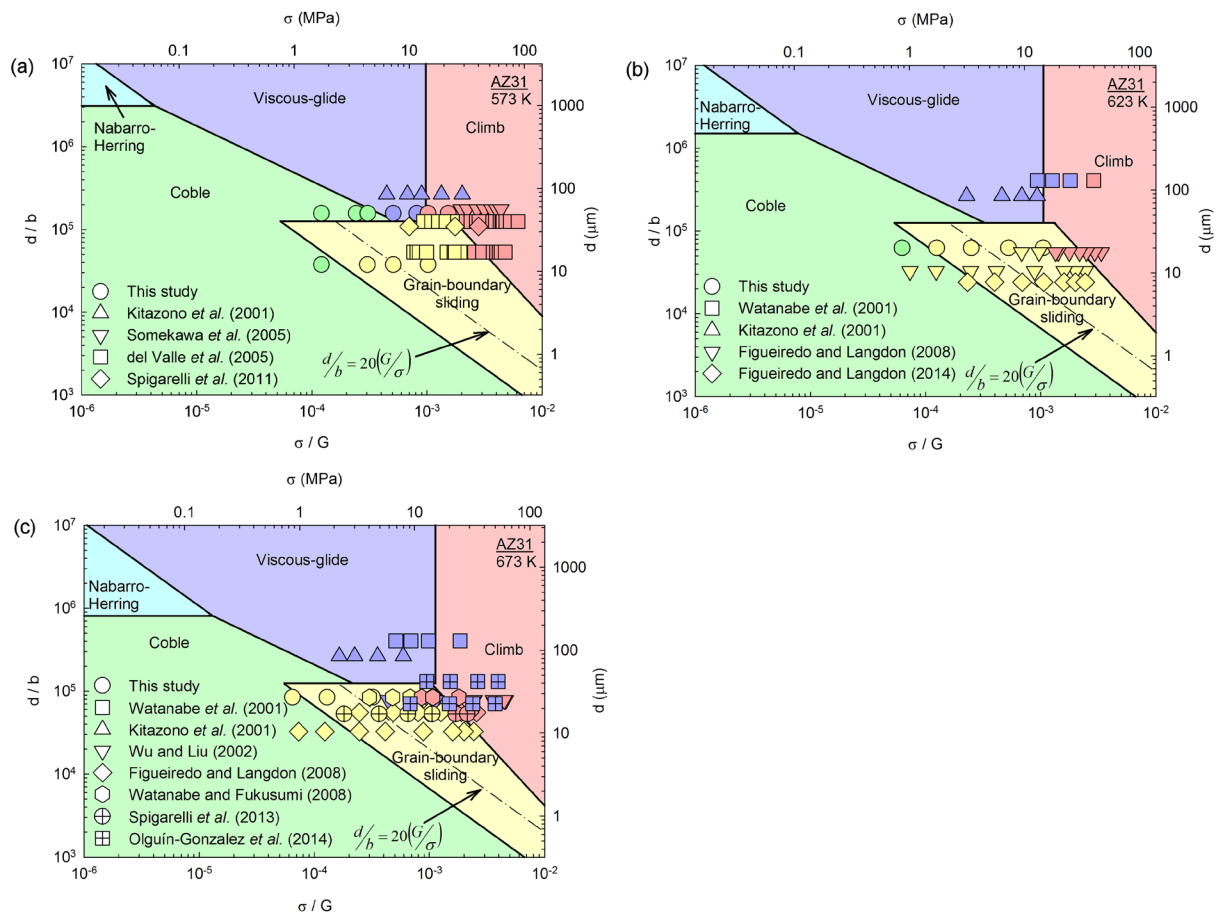 σ (MPa)
0.1 1 10 100
(a)
10⁷
10⁶
10⁵
10⁴
10³
d / b
AZ31
573 K
Viscous-glide
Climb
Nabarro-
Herring
Coble
Grain-boundary
sliding
d/b = 20(G/σ)
This study
Kitazono et al. (2001)
Somekawa et al. (2005)
del Valle et al. (2005)
Spigarelli et al. (2011)
1000
100
10
1
d (μm)
10⁻⁶ 10⁻⁵ 10⁻⁴ 10⁻³ 10⁻²
σ / G
σ (MPa)
0.1 1 10 100
(b)
10⁷
10⁶
10⁵
10⁴
10³
d / b
AZ31
623 K
Viscous-glide
Nabarro-
Herring
Climb
Coble
Grain-boundary
sliding
d/b = 20(G/σ)
This study
Watanabe et al. (2001)
Kitazono et al. (2001)
Figueiredo and Langdon (2008)
Figueiredo and Langdon (2014)
1000
100
10
1
d (μm)
10⁻⁶ 10⁻⁵ 10⁻⁴ 10⁻³ 10⁻²
σ / G
σ (MPa)
0.1 1 10 100
(c)
10⁷
10⁶
10⁵
10⁴
10³
d / b
AZ31
673 K
Viscous-glide
Nabarro-
Herring
Coble
Climb
Grain-boundary
sliding
d/b = 20(G/σ)
This study
Watanabe et al. (2001)
Kitazono et al. (2001)
Wu and Liu (2002)
Figueiredo and Langdon (2008)
Watanabe and Fukusumi (2008)
Spigarelli et al. (2013)
Olguín-Gonzalez et al. (2014)
1000
100
10
1
d (μm)
10⁻⁶ 10⁻⁵ 10⁻⁴ 10⁻³ 10⁻²
σ / G